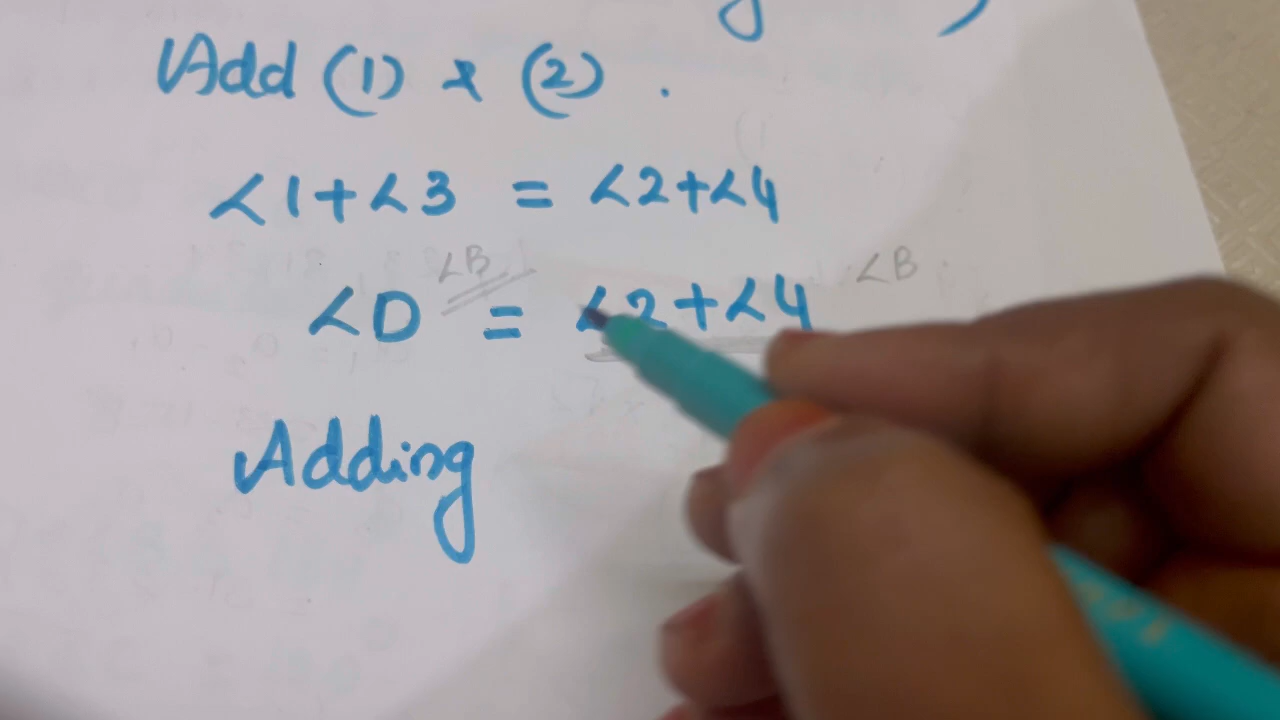 Add (1) & (2) .
∠1+∠3 = ∠2+∠4
∠B ∠B
∠D = ∠2+∠4
Adding